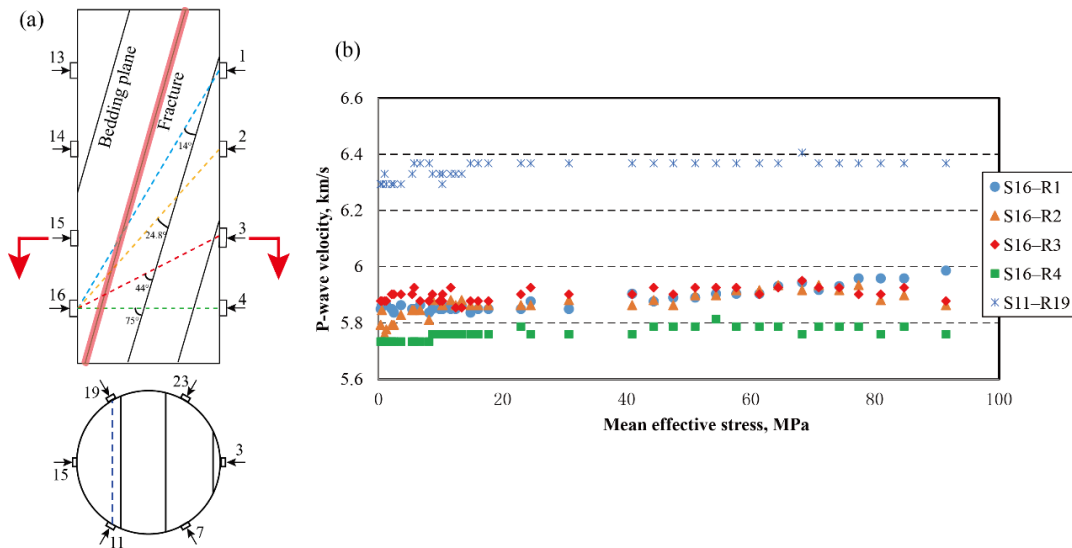 (a)
13
14
15
16
1
2
3
4
Bedding plane
Fracture
14°
24.8°
44°
75°
19
23
15
3
11
7
(b)
P-wave velocity, km/s
6.6
6.4
6.2
6
5.8
5.6
0
20
40
60
80
100
Mean effective stress, MPa
S16–R1
S16–R2
S16–R3
S16–R4
S11–R19